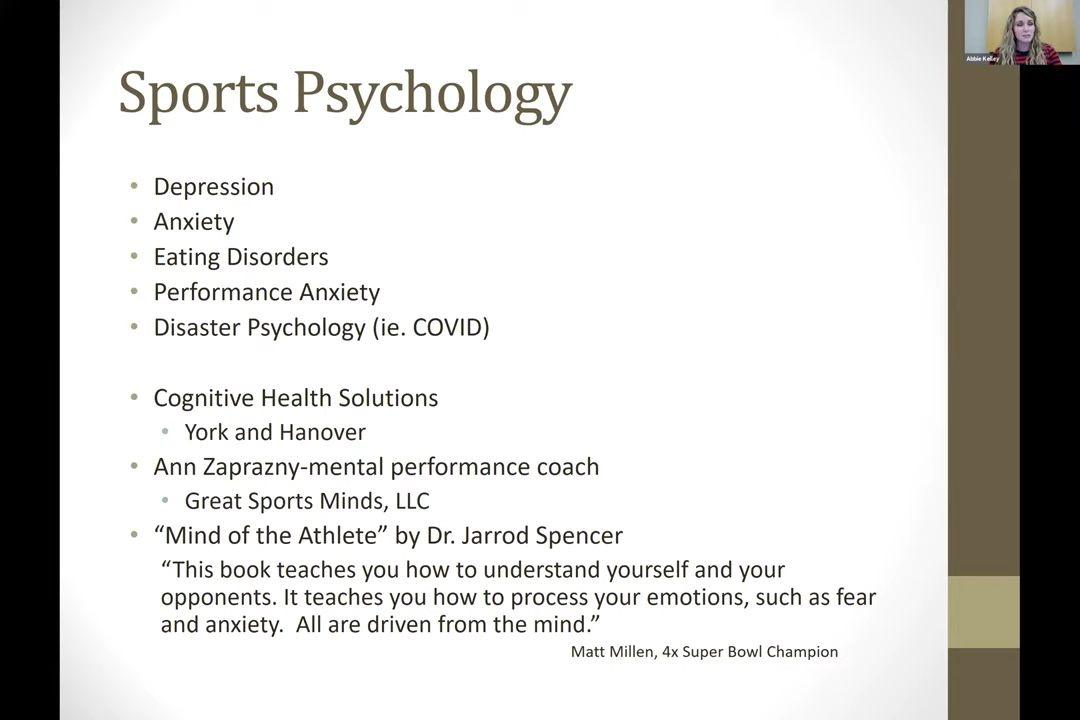 Sports Psychology
Abbie Kelley
• Depression
• Anxiety
• Eating Disorders
• Performance Anxiety
• Disaster Psychology (ie. COVID)
• Cognitive Health Solutions
• York and Hanover
• Ann Zaprazny-mental performance coach
• Great Sports Minds, LLC
• “Mind of the Athlete” by Dr. Jarrod Spencer
“This book teaches you how to understand yourself and your
opponents. It teaches you how to process your emotions, such as fear
and anxiety.  All are driven from the mind.”
Matt Millen, 4x Super Bowl Champion